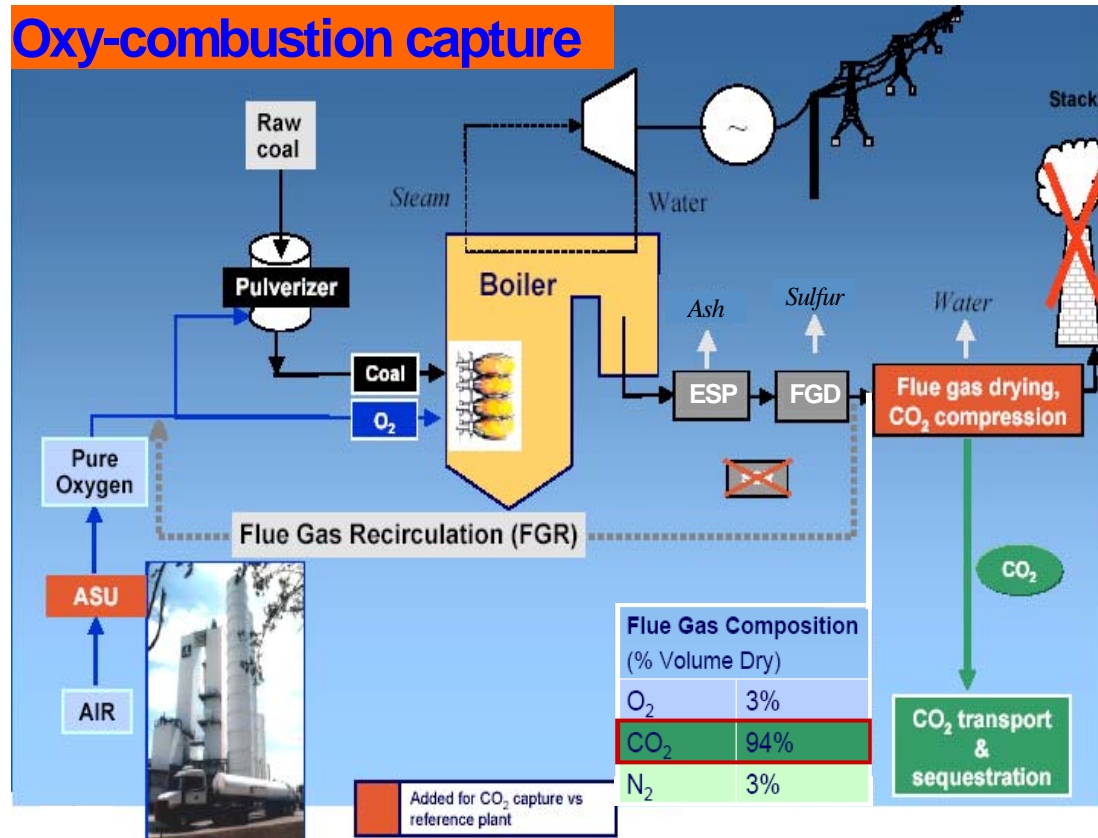 Oxy-combustion capture
Raw
coal
~
Stack
Steam
Water
Pulverizer
Boiler
Ash
Sulfur
Water
Coal
O₂
ESP
FGD
Flue gas drying,
CO₂ compression
Pure
Oxygen
Flue Gas Recirculation (FGR)
ASU
CO₂
AIR
Flue Gas Composition
(% Volume Dry)
O₂ 3%
CO₂ 94%
N₂ 3%
CO₂ transport
&
sequestration
Added for CO₂ capture vs
reference plant